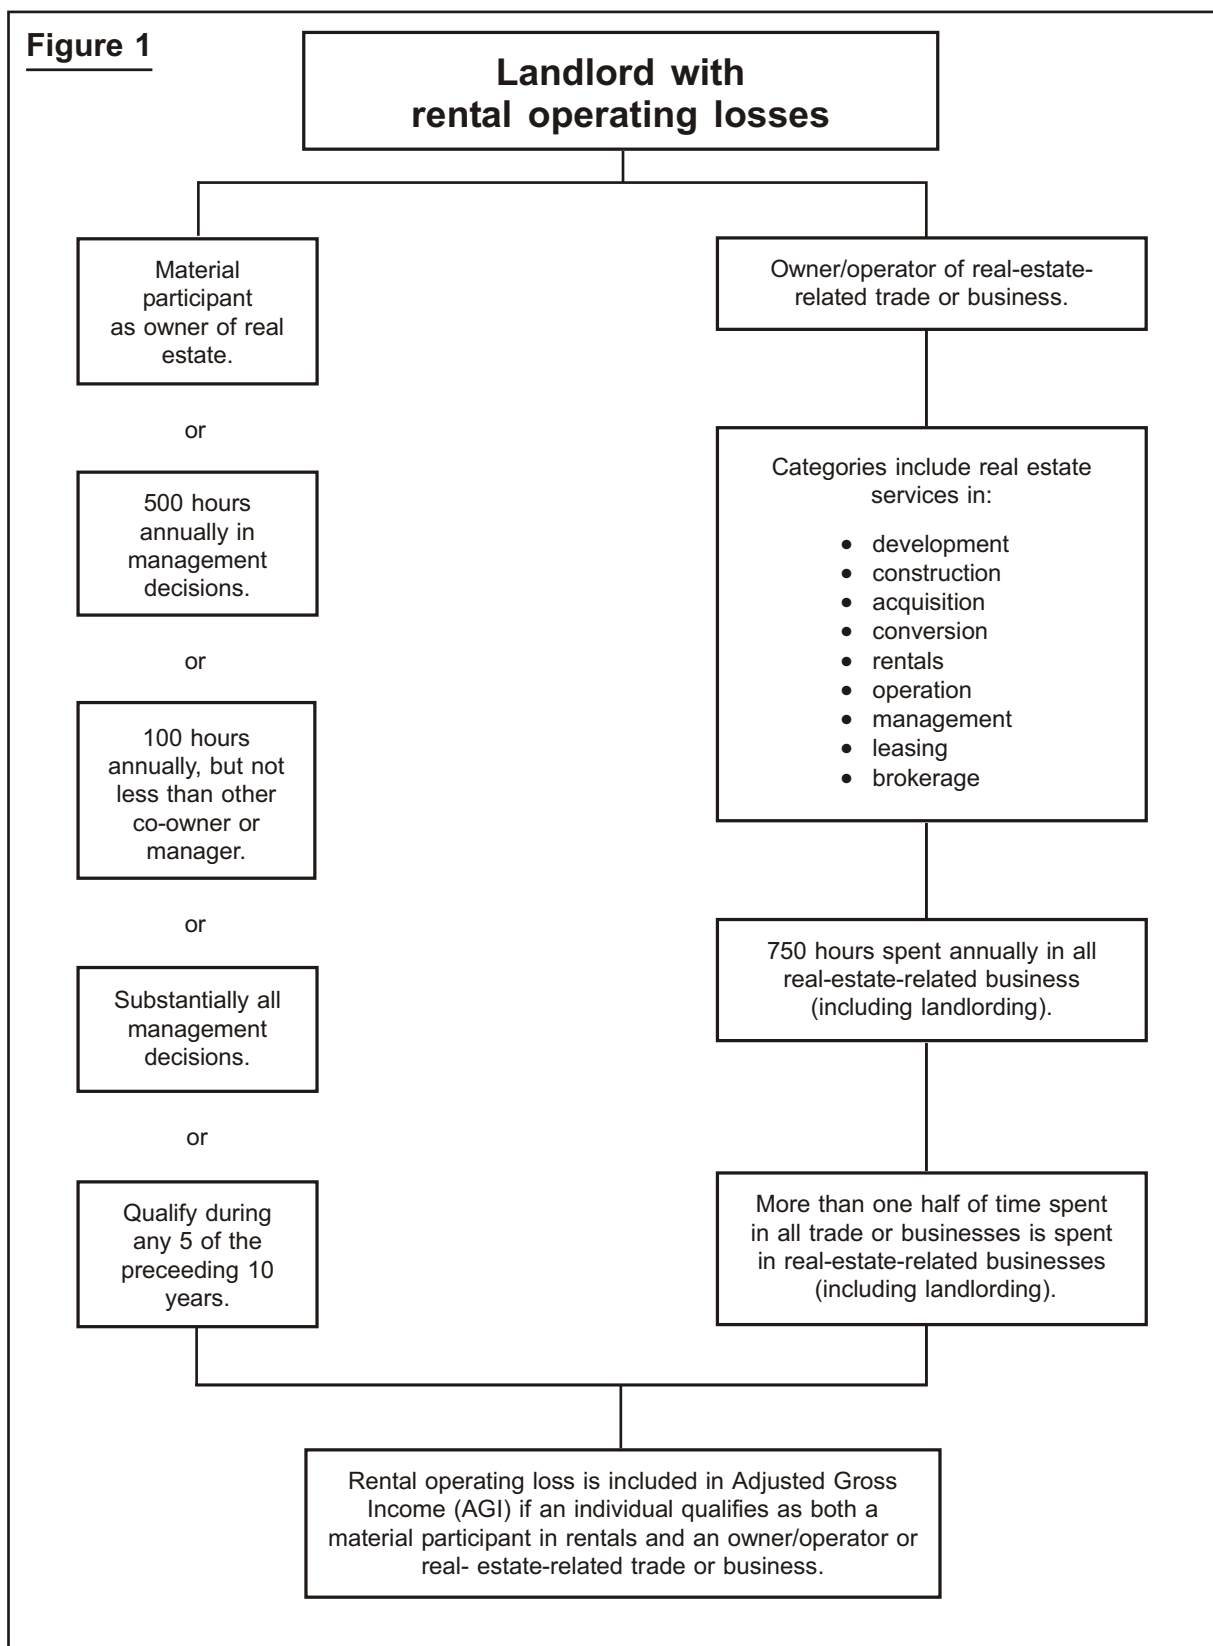 Figure 1
Landlord with
rental operating losses
Material
participant
as owner of real
estate.
or
500 hours
annually in
management
decisions.
or
100 hours
annually, but not
less than other
co-owner or
manager.
or
Substantially all
management
decisions.
or
Qualify during
any 5 of the
preceeding 10
years.
Owner/operator of real-estate-
related trade or business.
Categories include real estate
services in:
• development
• construction
• acquisition
• conversion
• rentals
• operation
• management
• leasing
• brokerage
750 hours spent annually in all
real-estate-related business
(including landlording).
More than one half of time spent
in all trade or businesses is spent
in real-estate-related businesses
(including landlording).
Rental operating loss is included in Adjusted Gross
Income (AGI) if an individual qualifies as both a
material participant in rentals and an owner/operator or
real- estate-related trade or business.